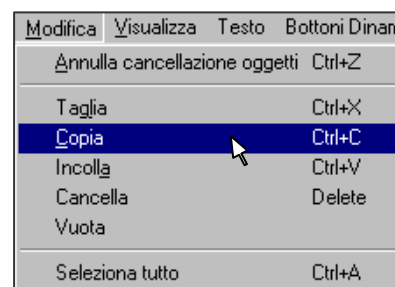 Modifica Visualizza Testo Bottoni Dinam
Annulla cancellazione oggetti Ctrl+Z
Taglia Ctrl+X
Copia Ctrl+C
Incolla Ctrl+V
Cancella Delete
Vuota
Seleziona tutto Ctrl+A